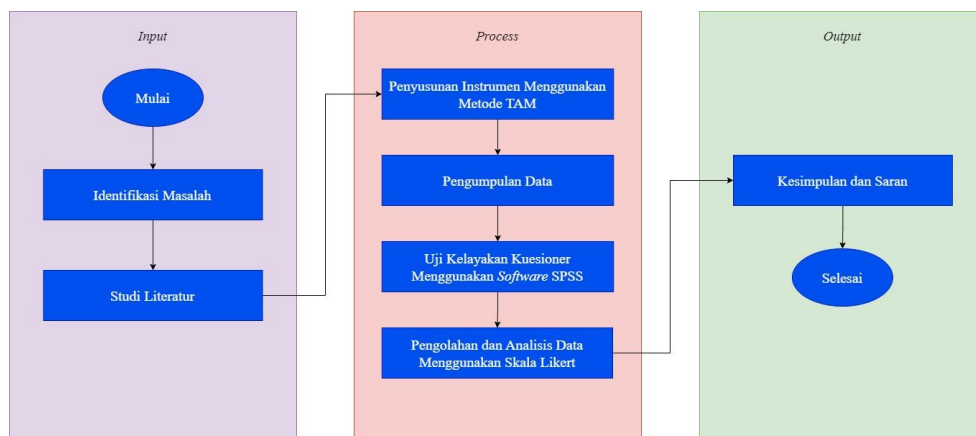 Input
Mulai
Identifikasi Masalah
Studi Literatur
Process
Penyusunan Instrumen Menggunakan
Metode TAM
Pengumpulan Data
Uji Kelayakan Kuesioner
Menggunakan Software SPSS
Pengolahan dan Analisis Data
Menggunakan Skala Likert
Output
Kesimpulan dan Saran
Selesai